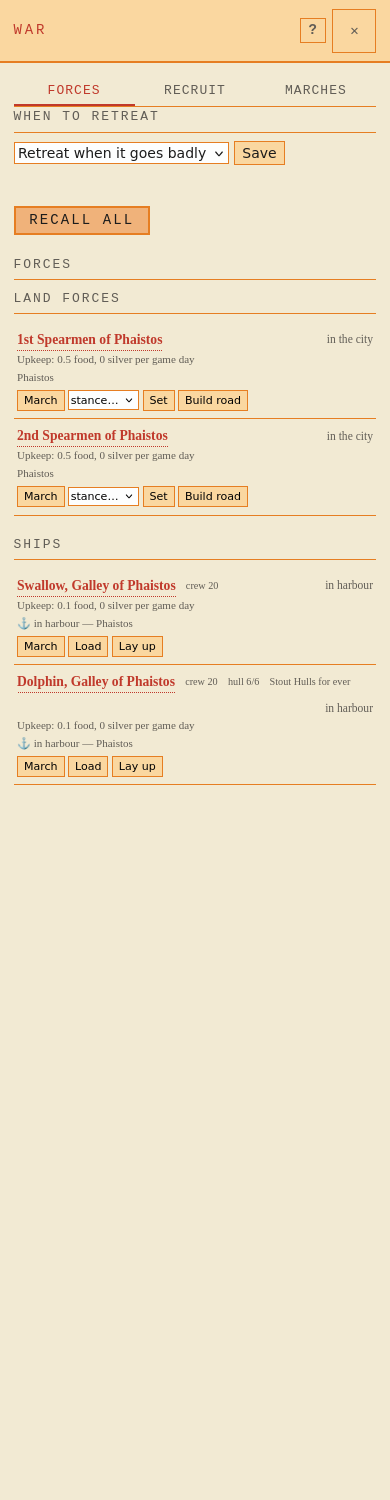 WAR ? ×
FORCES RECRUIT MARCHES
WHEN TO RETREAT
Retreat when it goes badly Save
RECALL ALL
FORCES
LAND FORCES
1st Spearmen of Phaistos in the city
Upkeep: 0.5 food, 0 silver per game day
Phaistos
March stance… Set Build road
2nd Spearmen of Phaistos in the city
Upkeep: 0.5 food, 0 silver per game day
Phaistos
March stance… Set Build road
SHIPS
Swallow, Galley of Phaistos crew 20 in harbour
Upkeep: 0.1 food, 0 silver per game day
⚓ in harbour — Phaistos
March Load Lay up
Dolphin, Galley of Phaistos crew 20 hull 6/6 Stout Hulls for ever
in harbour
Upkeep: 0.1 food, 0 silver per game day
⚓ in harbour — Phaistos
March Load Lay up